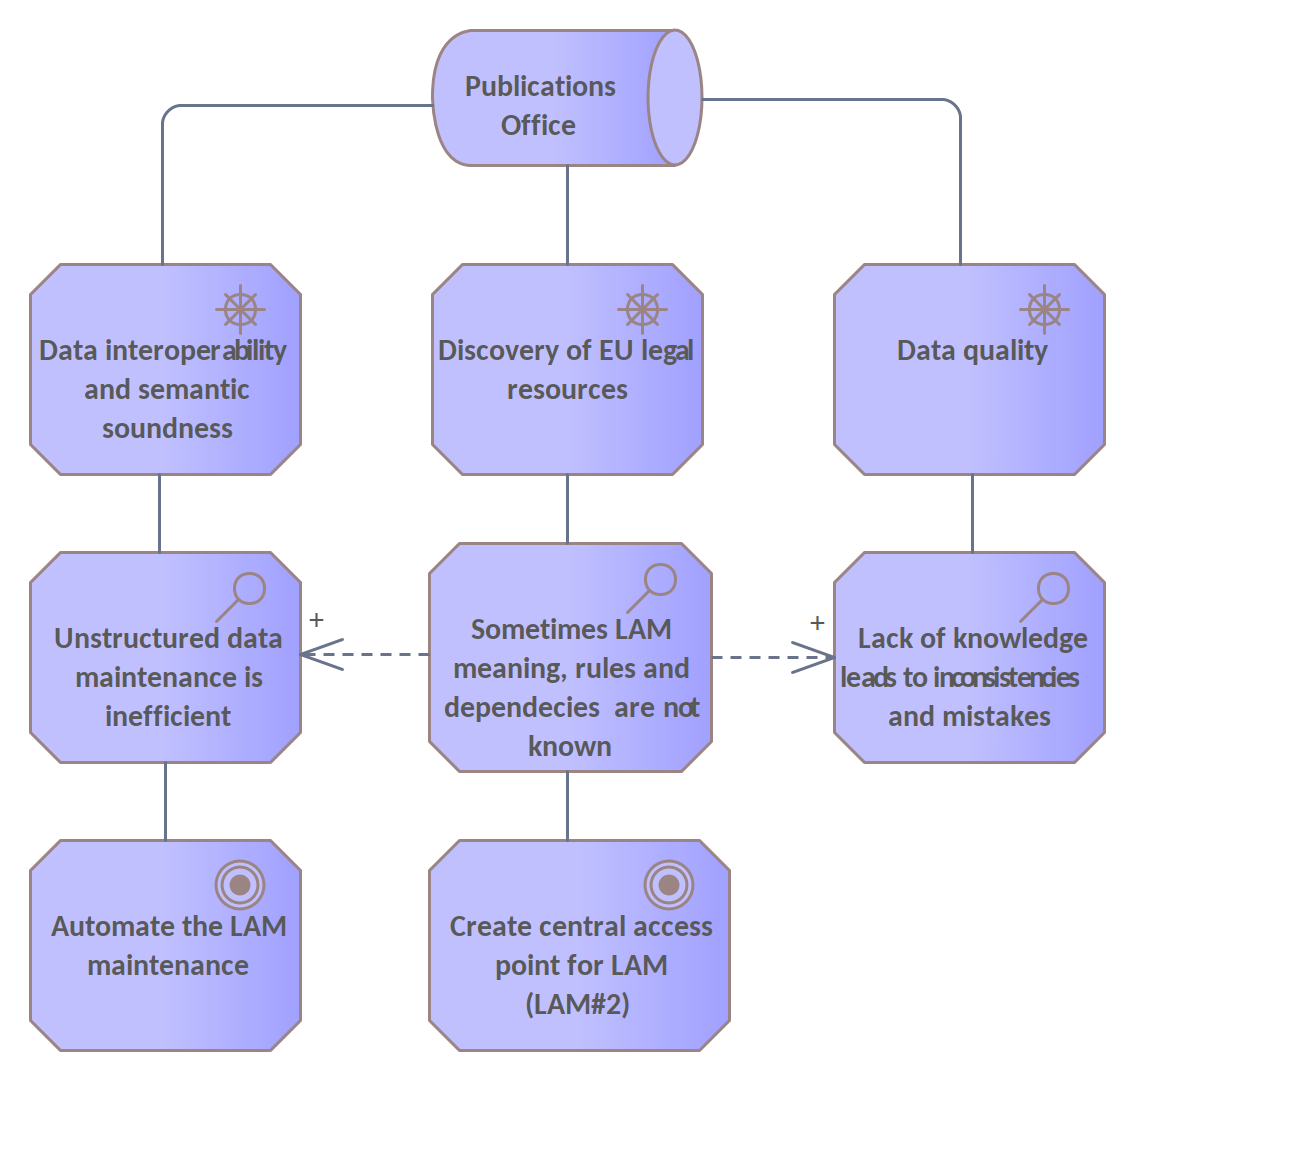 Publications
Office
Data interoperability
and semantic
soundness
Discovery of EU legal
resources
Data quality
Unstructured data
maintenance is
inefficient
+
Sometimes LAM
meaning, rules and
dependecies are not
known
+
Lack of knowledge
leads to inconsistencies
and mistakes
Automate the LAM
maintenance
Create central access
point for LAM
(LAM#2)